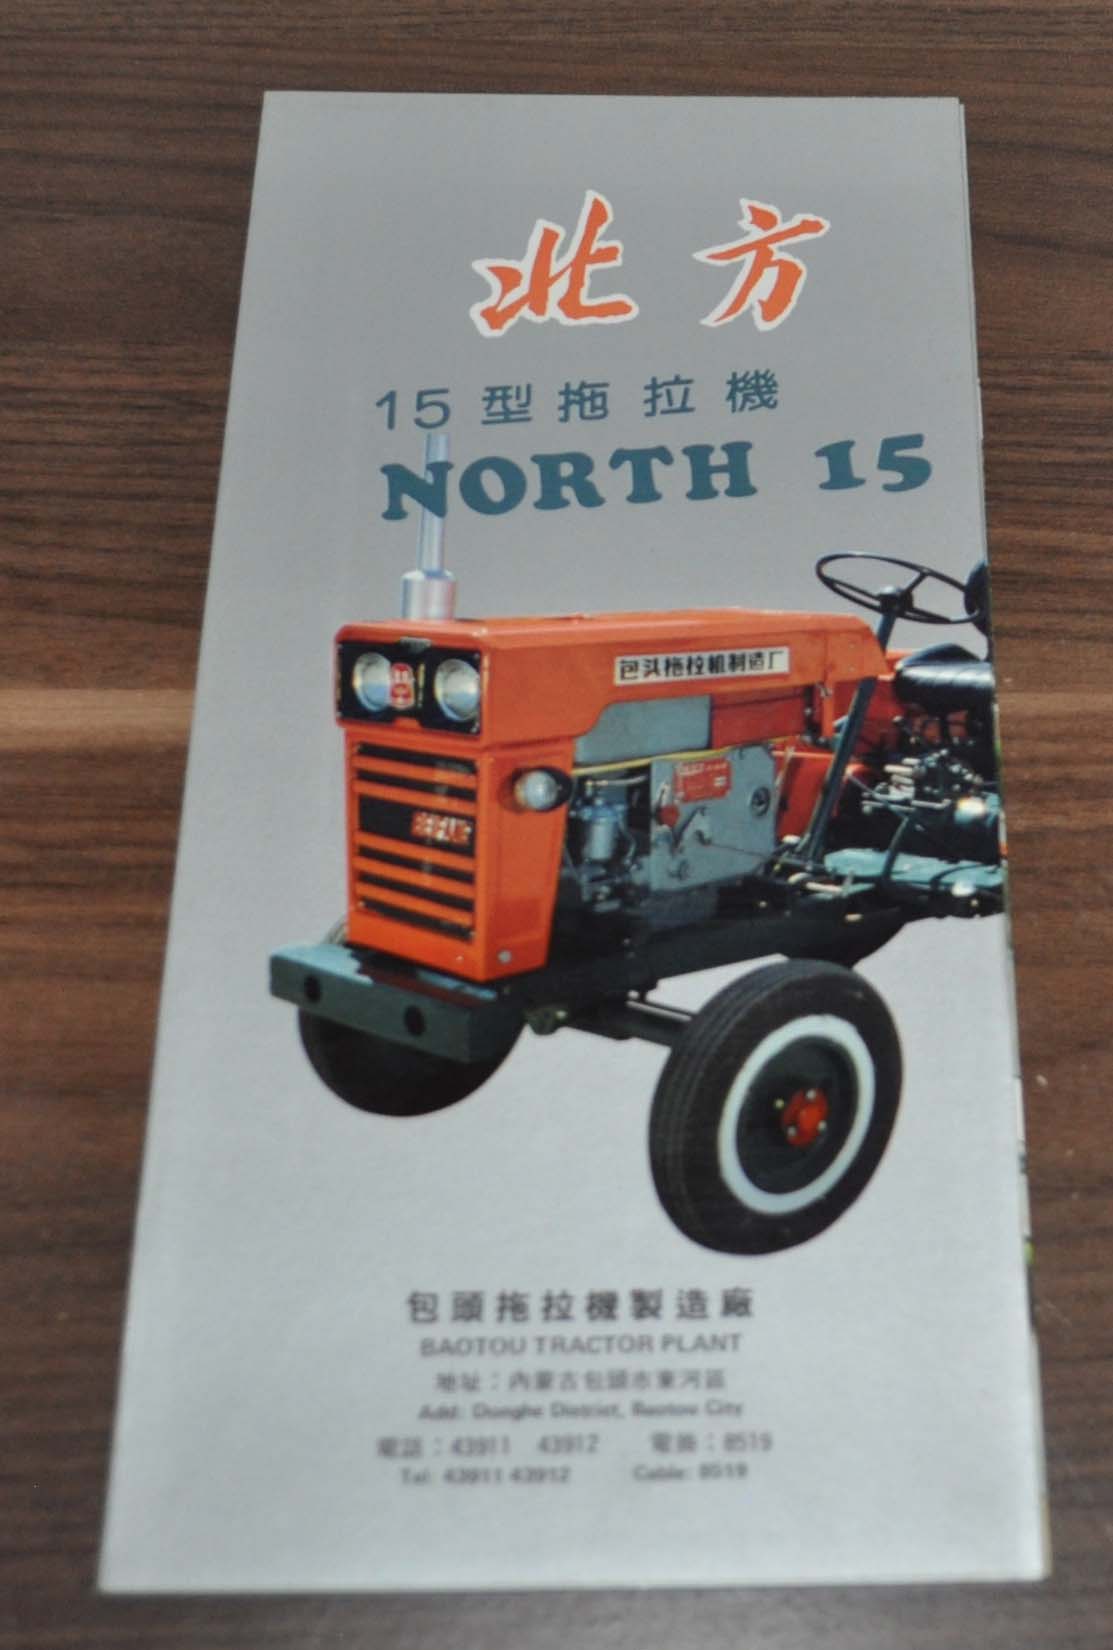 北方
15型拖拉機
NORTH 15
包头拖拉机制造厂
BEIFANG
包頭拖拉機製造廠
BAOTOU TRACTOR PLANT
地址：內蒙古包頭市東河區
Add: Donghe District, Baotou City
電話：43911 43912 電掛：8519
Tel: 43911 43912 Cable: 8519